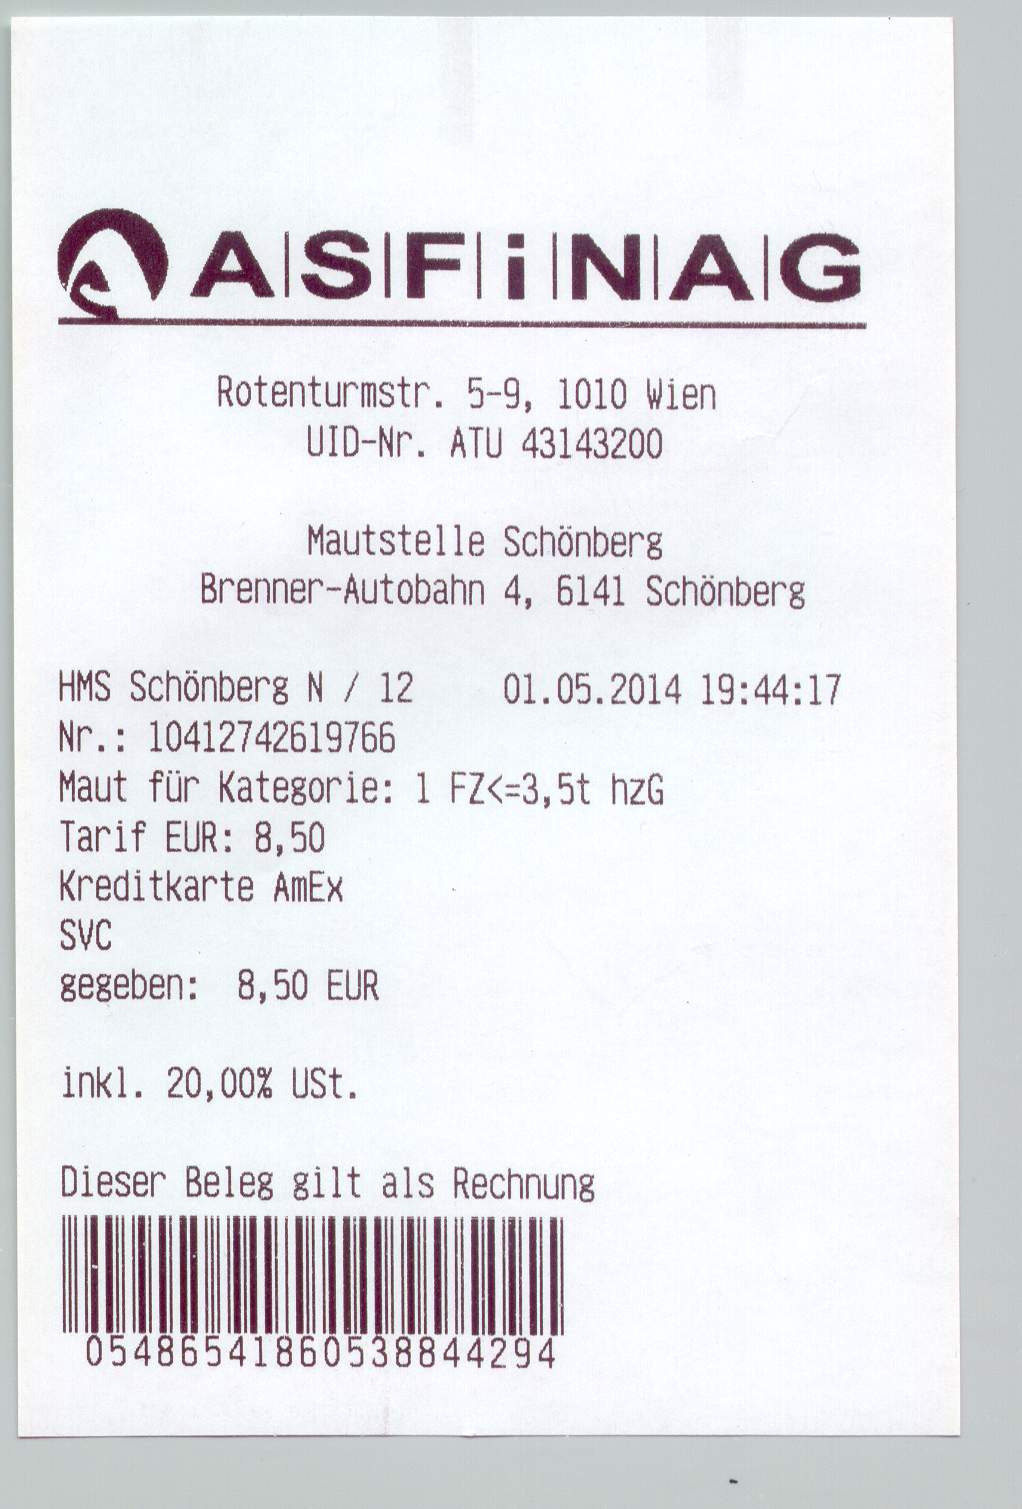 A|S|F|i|N|A|G
Rotenturmstr. 5-9, 1010 Wien
UID-Nr. ATU 43143200
Mautstelle Schönberg
Brenner-Autobahn 4, 6141 Schönberg
HMS Schönberg N / 12 01.05.2014 19:44:17
Nr.: 10412742619766
Maut für Kategorie: 1 FZ<=3,5t hzG
Tarif EUR: 8,50
Kreditkarte AmEx
SVC
gegeben: 8,50 EUR
inkl. 20,00% USt.
Dieser Beleg gilt als Rechnung
05486541860538844294